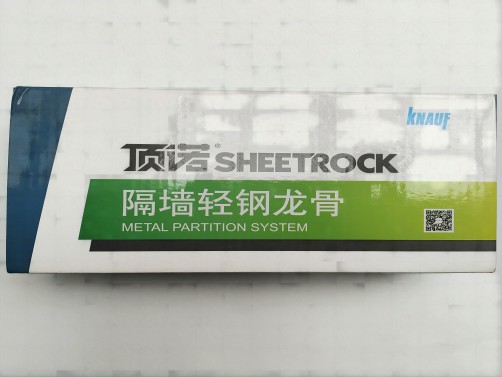 KNAUF
顶诺® SHEETROCK
隔墙轻钢龙骨
METAL PARTITION SYSTEM